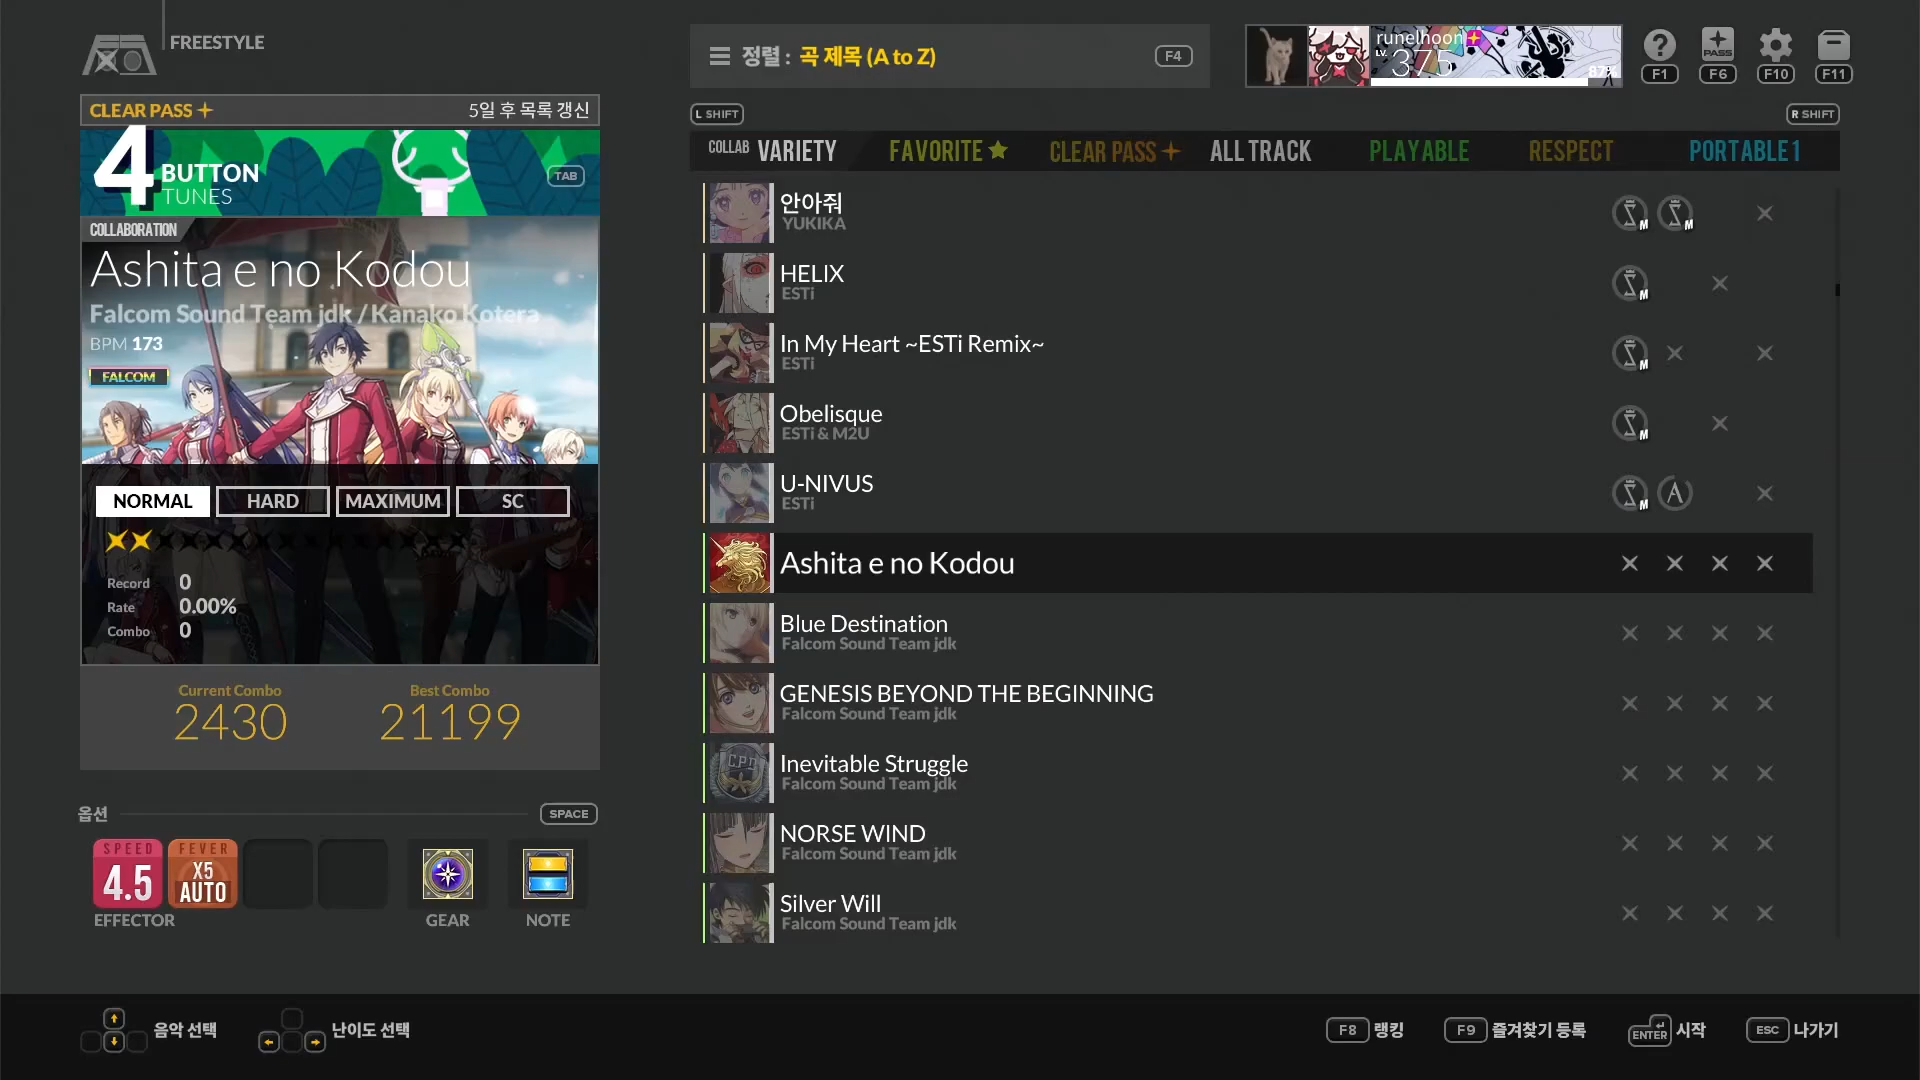 FREESTYLE
정렬 : 곡 제목 (A to Z)
F4
runelhoon
LV. 375
87%
F1
PASS
F6
F10
F11
CLEAR PASS
5일 후 목록 갱신
L SHIFT
R SHIFT
4 BUTTON
TUNES
TAB
COLLAB VARIETY
FAVORITE
CLEAR PASS
ALL TRACK
PLAYABLE
RESPECT
PORTABLE 1
COLLABORATION
Ashita e no Kodou
Falcom Sound Team jdk / Kanako Kotera
BPM 173
FALCOM
NORMAL
HARD
MAXIMUM
SC
Record 0
Rate 0.00%
Combo 0
Current Combo
2430
Best Combo
21199
옵션
SPACE
SPEED
4.5
FEVER
X5
AUTO
EFFECTOR
GEAR
NOTE
안아줘
YUKIKA
M
M
HELIX
ESTi
M
In My Heart ~ESTi Remix~
ESTi
M
Obelisque
ESTi & M2U
M
U-NIVUS
ESTi
M
A
Ashita e no Kodou
Blue Destination
Falcom Sound Team jdk
GENESIS BEYOND THE BEGINNING
Falcom Sound Team jdk
CPD
Inevitable Struggle
Falcom Sound Team jdk
NORSE WIND
Falcom Sound Team jdk
Silver Will
Falcom Sound Team jdk
음악 선택
난이도 선택
F8 랭킹
F9 즐겨찾기 등록
ENTER 시작
ESC 나가기